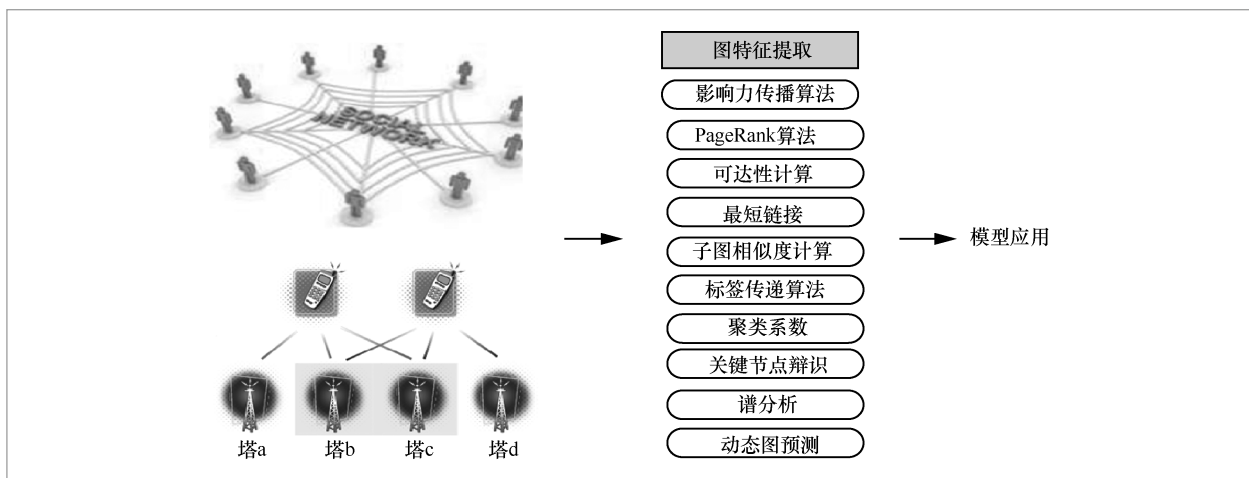 SOCIAL
NETWORK
塔a
塔b
塔c
塔d
图特征提取
影响力传播算法
PageRank算法
可达性计算
最短链接
子图相似度计算
标签传递算法
聚类系数
关键节点辩识
谱分析
动态图预测
模型应用